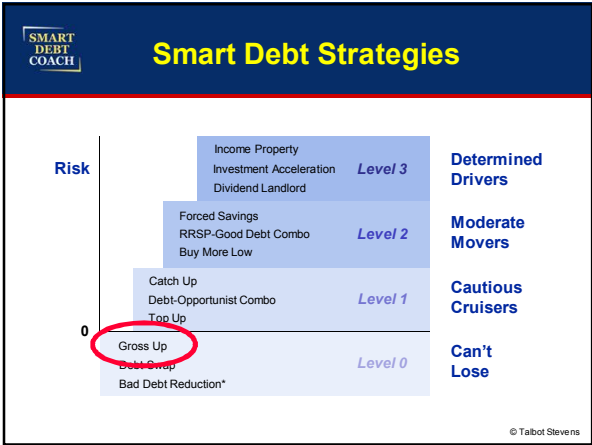 SMART
DEBT
COACH
Smart Debt Strategies
Risk
Income Property
Investment Acceleration
Dividend Landlord
Level 3
Determined
Drivers
Forced Savings
RRSP-Good Debt Combo
Buy More Low
Level 2
Moderate
Movers
Catch Up
Debt-Opportunist Combo
Top Up
Level 1
Cautious
Cruisers
0
Gross Up
Debt Swap
Bad Debt Reduction*
Level 0
Can't
Lose
© Talbot Stevens